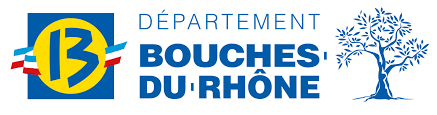 13
DÉPARTEMENT
BOUCHES·
DU·RHÔNE